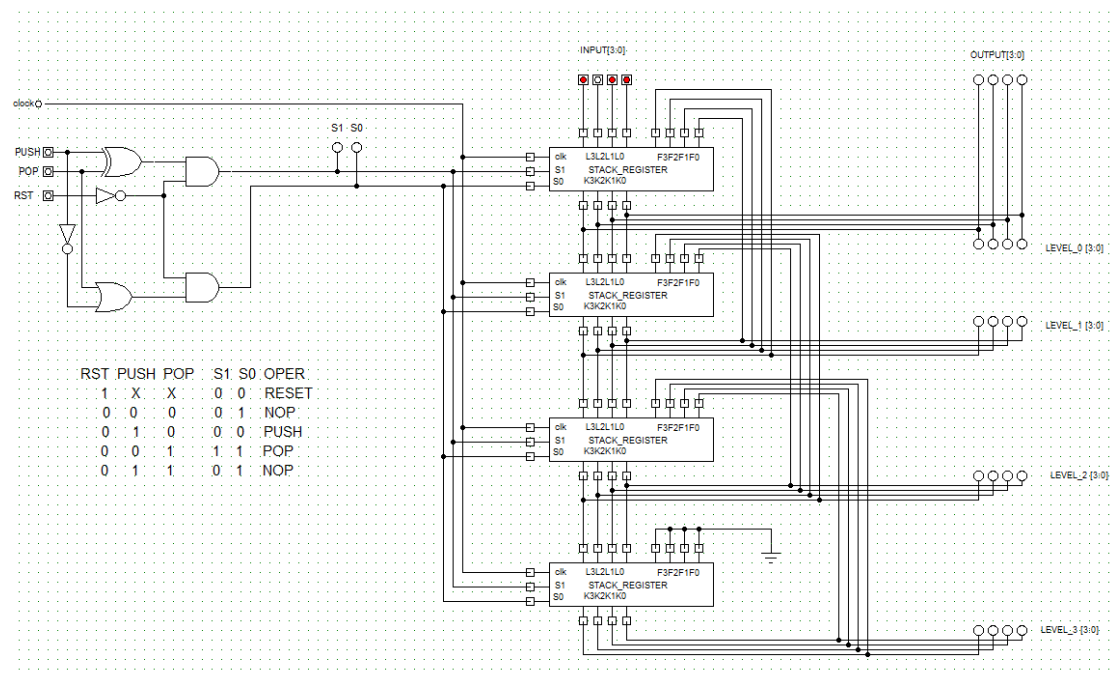 INPUT[3:0]
OUTPUT[3:0]
clock
S1 S0
PUSH
POP
RST
clk L3L2L1L0 F3F2F1F0
S1 STACK_REGISTER
S0 K3K2K1K0
LEVEL_0 [3:0]
clk L3L2L1L0 F3F2F1F0
S1 STACK_REGISTER
S0 K3K2K1K0
LEVEL_1 [3:0]
RST PUSH POP S1 S0 OPER
1 X X 0 0 RESET
0 0 0 0 1 NOP
0 1 0 0 0 PUSH
0 0 1 1 1 POP
0 1 1 0 1 NOP
clk L3L2L1L0 F3F2F1F0
S1 STACK_REGISTER
S0 K3K2K1K0
LEVEL_2 [3:0]
clk L3L2L1L0 F3F2F1F0
S1 STACK_REGISTER
S0 K3K2K1K0
LEVEL_3 [3:0]